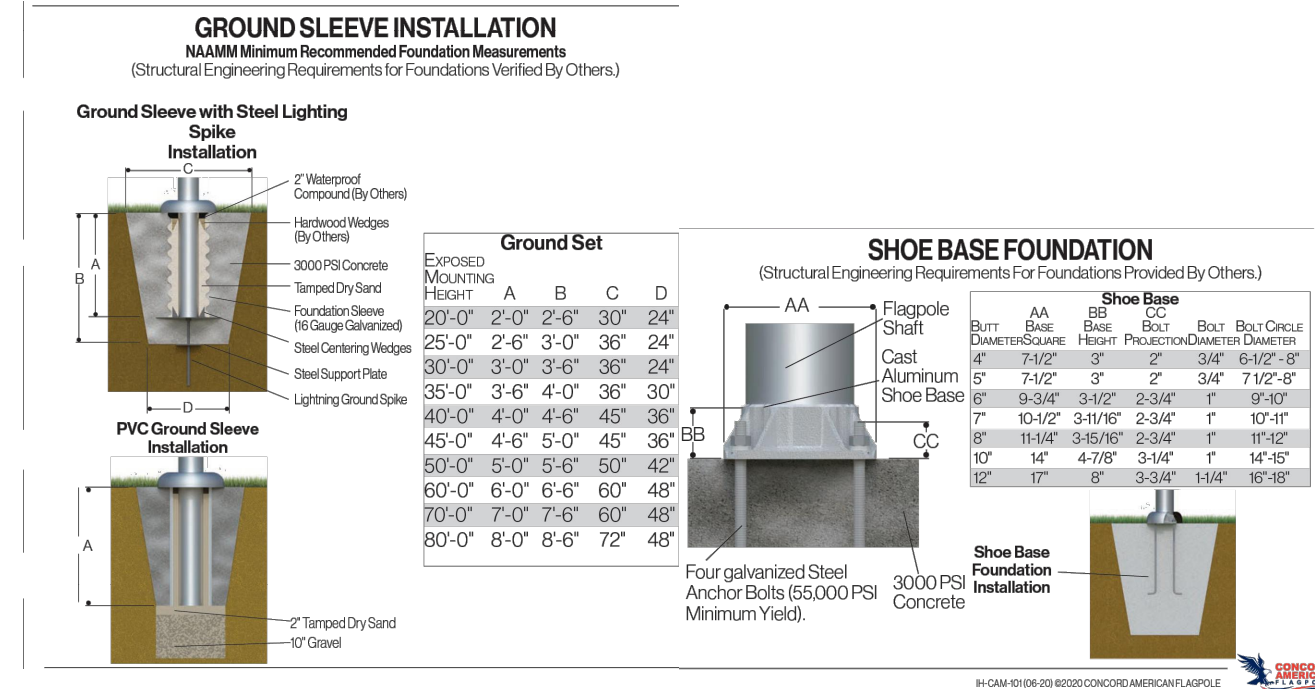 GROUND SLEEVE INSTALLATION
NAAMM Minimum Recommended Foundation Measurements
(Structural Engineering Requirements for Foundations Verified By Others.)
Ground Sleeve with Steel Lighting
Spike
Installation
C
2" Waterproof
Compound (By Others)
Hardwood Wedges
(By Others)
3000 PSI Concrete
Tamped Dry Sand
Foundation Sleeve
(16 Gauge Galvanized)
Steel Centering Wedges
Steel Support Plate
Lightning Ground Spike
A
B
D
PVC Ground Sleeve
Installation
A
2" Tamped Dry Sand
10" Gravel
Ground Set
EXPOSED
MOUNTING
HEIGHT A B C D
20'-0" 2'-0" 2'-6" 30" 24"
25'-0" 2'-6" 3'-0" 36" 24"
30'-0" 3'-0" 3'-6" 36" 24"
35'-0" 3'-6" 4'-0" 36" 30"
40'-0" 4'-0" 4'-6" 45" 36"
45'-0" 4'-6" 5'-0" 45" 36"
50'-0" 5'-0" 5'-6" 50" 42"
60'-0" 6'-0" 6'-6" 60" 48"
70'-0" 7'-0" 7'-6" 60" 48"
80'-0" 8'-0" 8'-6" 72" 48"
SHOE BASE FOUNDATION
(Structural Engineering Requirements For Foundations Provided By Others.)
AA
Flagpole
Shaft
Cast
Aluminum
Shoe Base
BB
CC
Four galvanized Steel
Anchor Bolts (55,000 PSI
Minimum Yield).
3000 PSI
Concrete
Shoe Base
AA BB CC
BUTT BASE BASE BOLT BOLT BOLT CIRCLE
DIAMETER SQUARE HEIGHT PROJECTION DIAMETER DIAMETER
4" 7-1/2" 3" 2" 3/4" 6-1/2" - 8"
5" 7-1/2" 3" 2" 3/4" 7 1/2"-8"
6" 9-3/4" 3-1/2" 2-3/4" 1" 9"-10"
7" 10-1/2" 3-11/16" 2-3/4" 1" 10"-11"
8" 11-1/4" 3-15/16" 2-3/4" 1" 11"-12"
10" 14" 4-7/8" 3-1/4" 1" 14"-15"
12" 17" 8" 3-3/4" 1-1/4" 16"-18"
Shoe Base
Foundation
Installation
IH-CAM-101 (06-20) ©2020 CONCORD AMERICAN FLAGPOLE
CONCO
AMERIC
FLAGPO